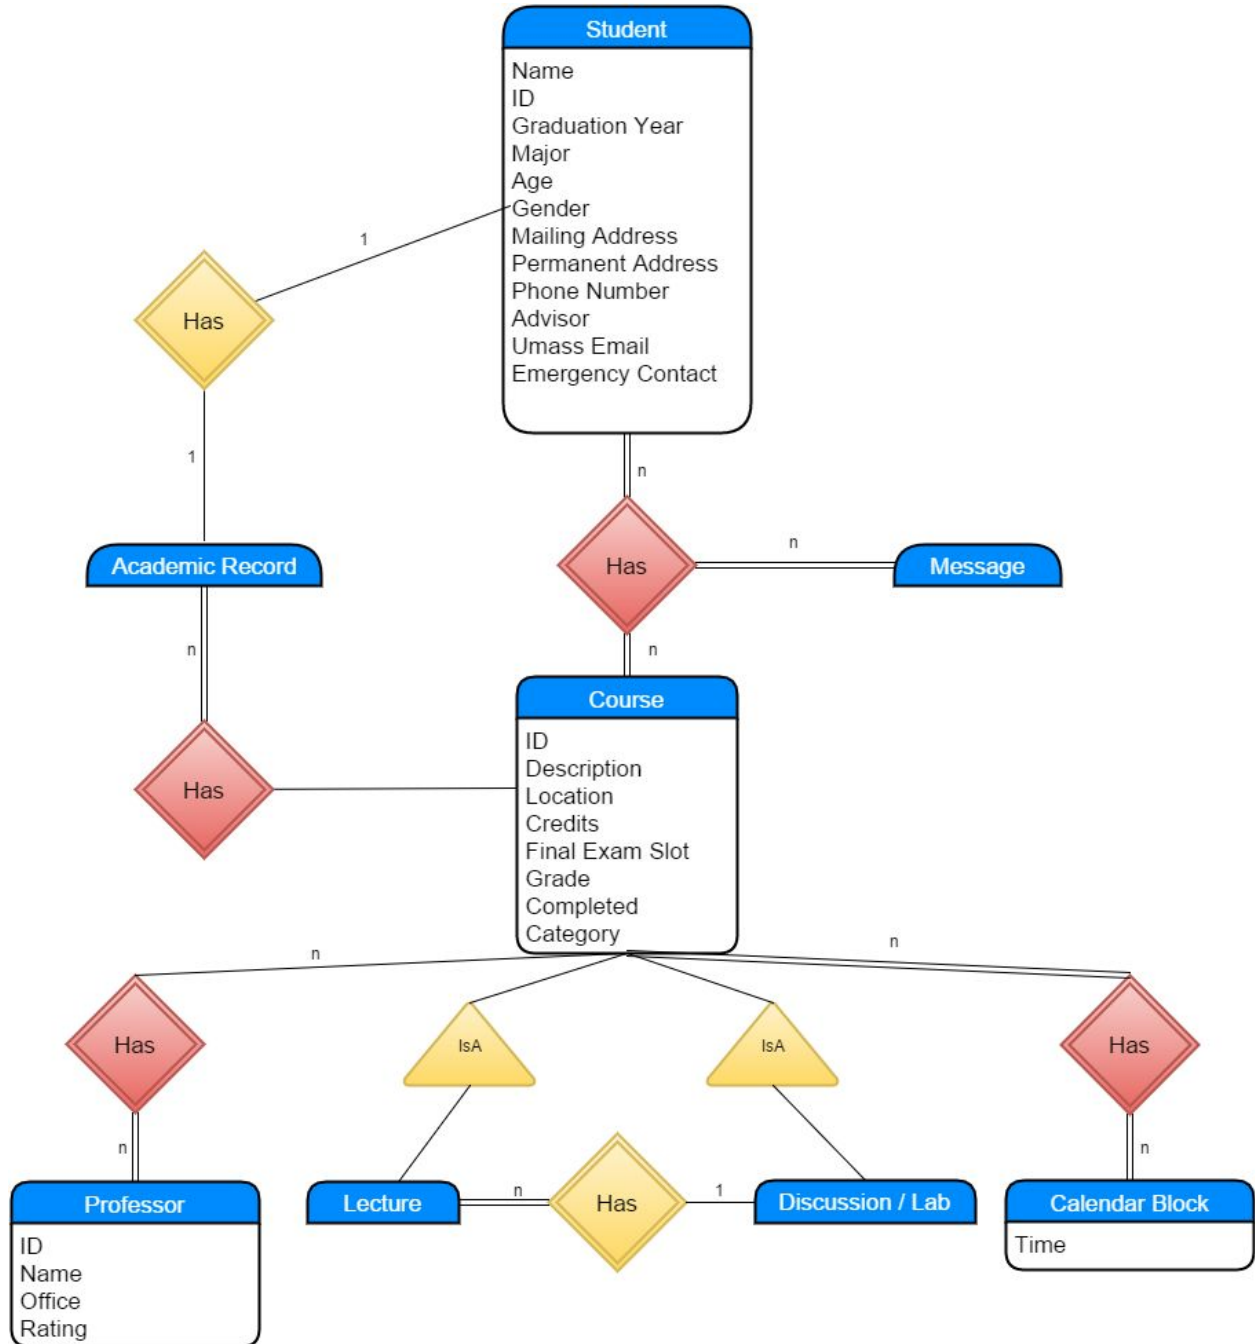 Student
Name
ID
Graduation Year
Major
Age
Gender
Mailing Address
Permanent Address
Phone Number
Advisor
Umass Email
Emergency Contact
1
Has
1
n
Academic Record
Has
n
Message
n
n
Course
ID
Description
Location
Credits
Final Exam Slot
Grade
Completed
Category
Has
n
n
Has
IsA
IsA
Has
n
n
Professor
ID
Name
Office
Rating
Lecture
n
Has
1
Discussion / Lab
Calendar Block
Time